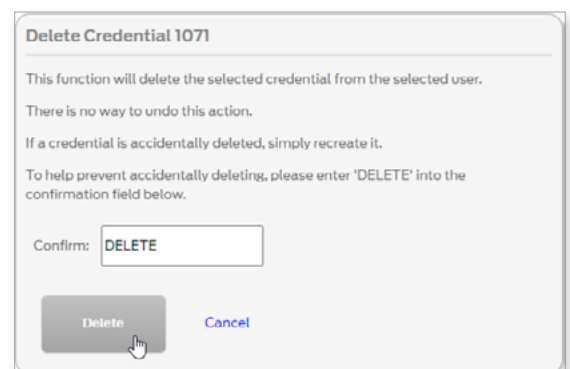 Delete Credential 1071
This function will delete the selected credential from the selected user.
There is no way to undo this action.
If a credential is accidentally deleted, simply recreate it.
To help prevent accidentally deleting, please enter 'DELETE' into the
confirmation field below.
Confirm: DELETE
Delete Cancel